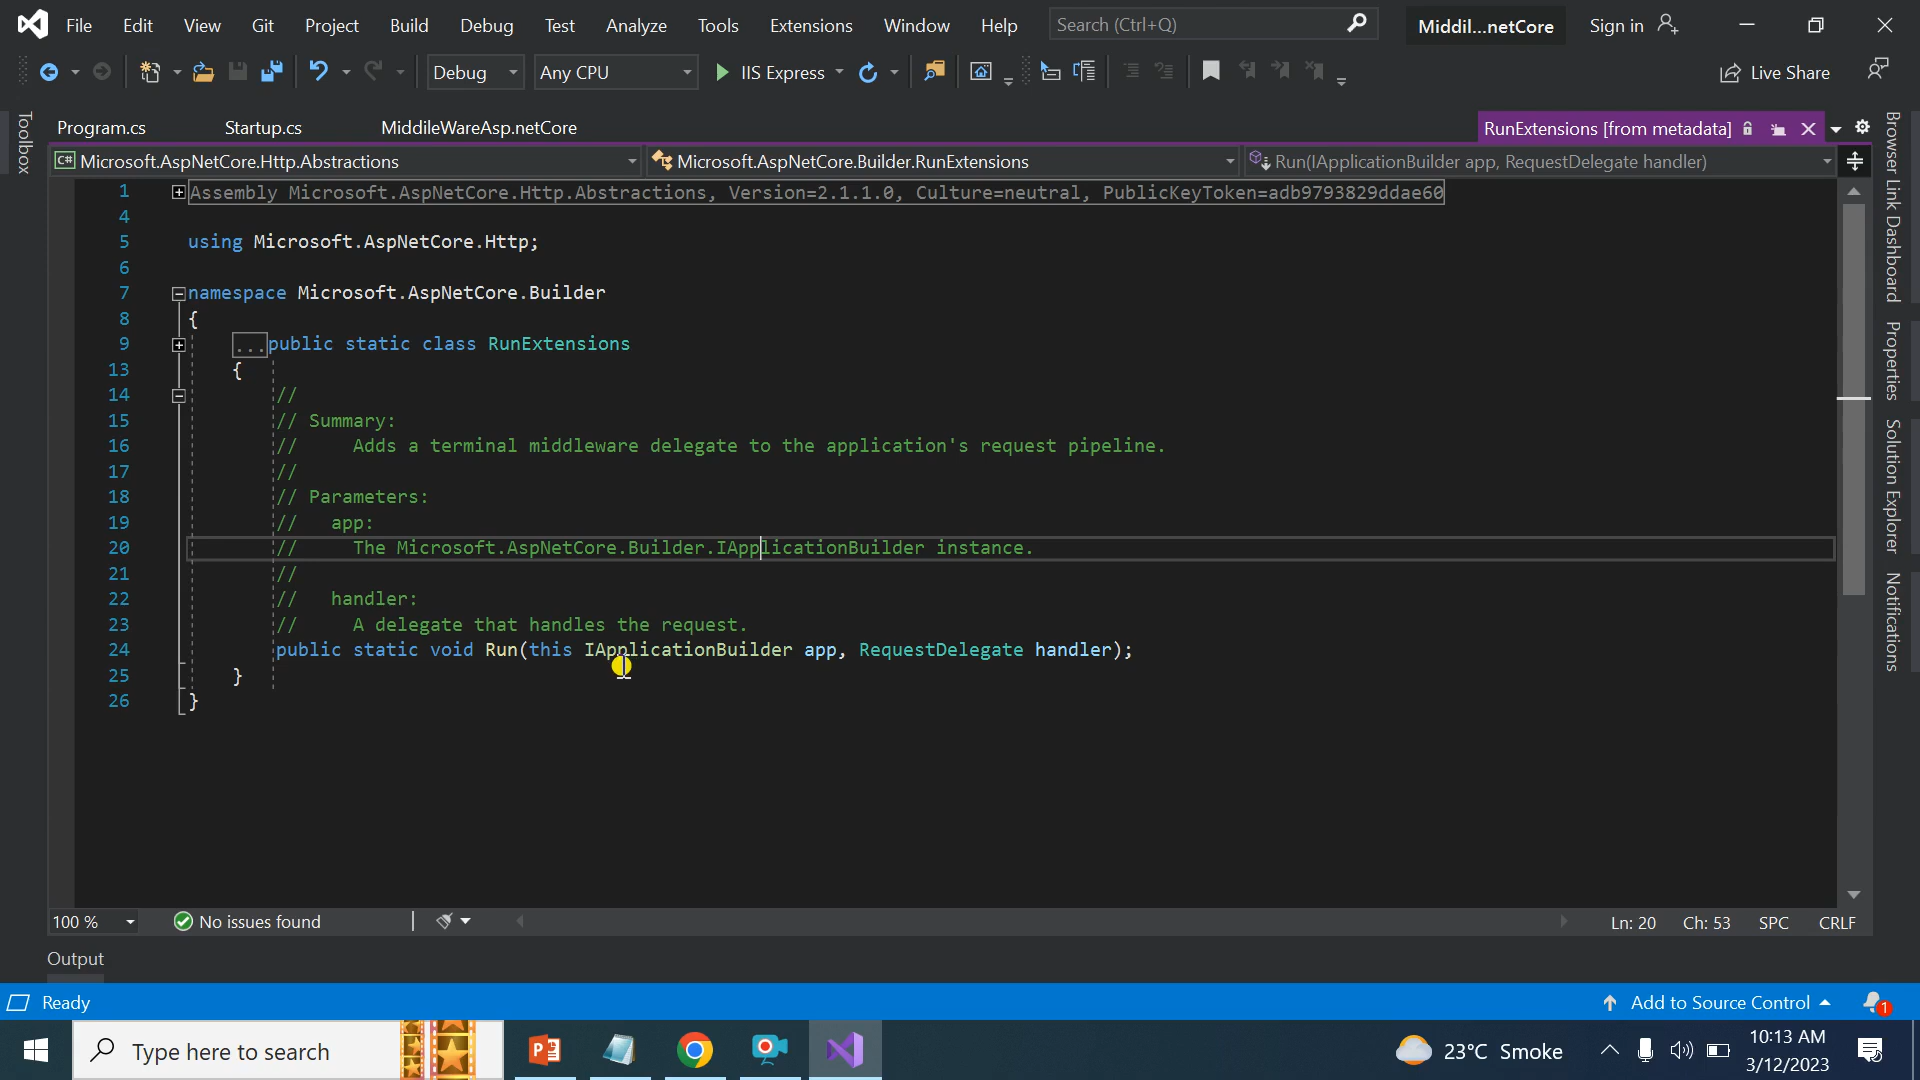 File Edit View Git Project Build Debug Test Analyze Tools Extensions Window Help Search (Ctrl+Q) Middil...netCore Sign in
Debug Any CPU IIS Express Live Share
Toolbox
Program.cs Startup.cs MiddileWareAsp.netCore RunExtensions [from metadata]
C# Microsoft.AspNetCore.Http.Abstractions Microsoft.AspNetCore.Builder.RunExtensions Run(IApplicationBuilder app, RequestDelegate handler)
1 Assembly Microsoft.AspNetCore.Http.Abstractions, Version=2.1.1.0, Culture=neutral, PublicKeyToken=adb9793829ddae60
4
5 using Microsoft.AspNetCore.Http;
6
7 namespace Microsoft.AspNetCore.Builder
8 {
9 ...public static class RunExtensions
13 {
14 //
15 // Summary:
16 // Adds a terminal middleware delegate to the application's request pipeline.
17 //
18 // Parameters:
19 // app:
20 // The Microsoft.AspNetCore.Builder.IApplicationBuilder instance.
21 //
22 // handler:
23 // A delegate that handles the request.
24 public static void Run(this IApplicationBuilder app, RequestDelegate handler);
25 }
26 }
Browser Link Dashboard
Properties
Solution Explorer
Notifications
100 % No issues found Ln: 20 Ch: 53 SPC CRLF
Output
Ready Add to Source Control 1
Type here to search 23°C Smoke 10:13 AM
3/12/2023